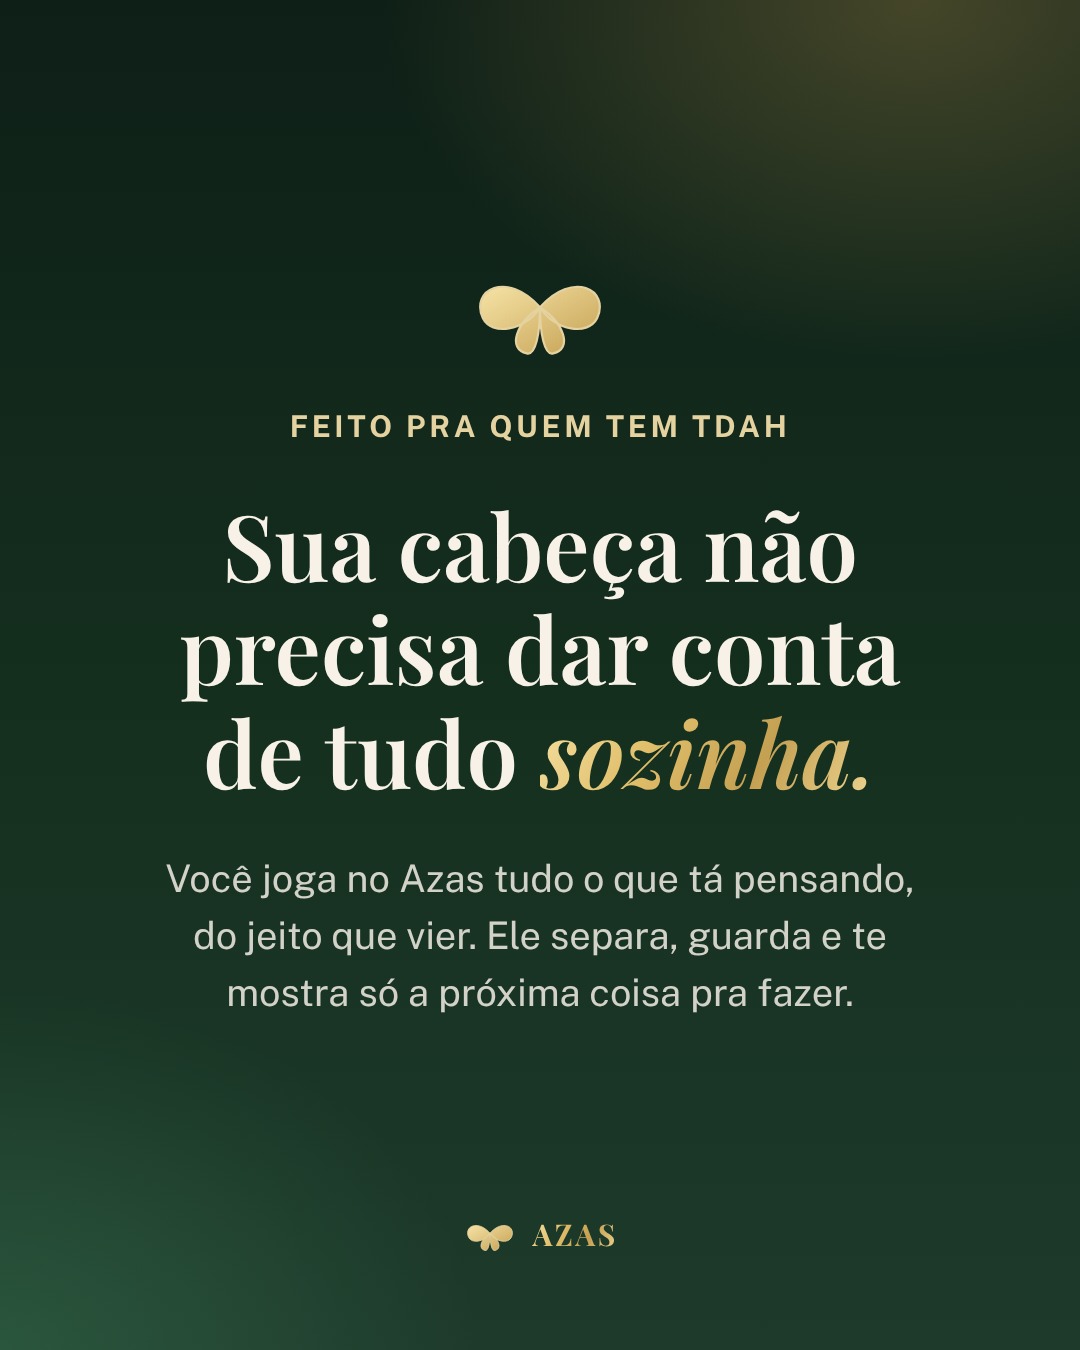 FEITO PRA QUEM TEM TDAH
Sua cabeça não
precisa dar conta
de tudo sozinha.
Você joga no Azas tudo o que tá pensando,
do jeito que vier. Ele separa, guarda e te
mostra só a próxima coisa pra fazer.
AZAS